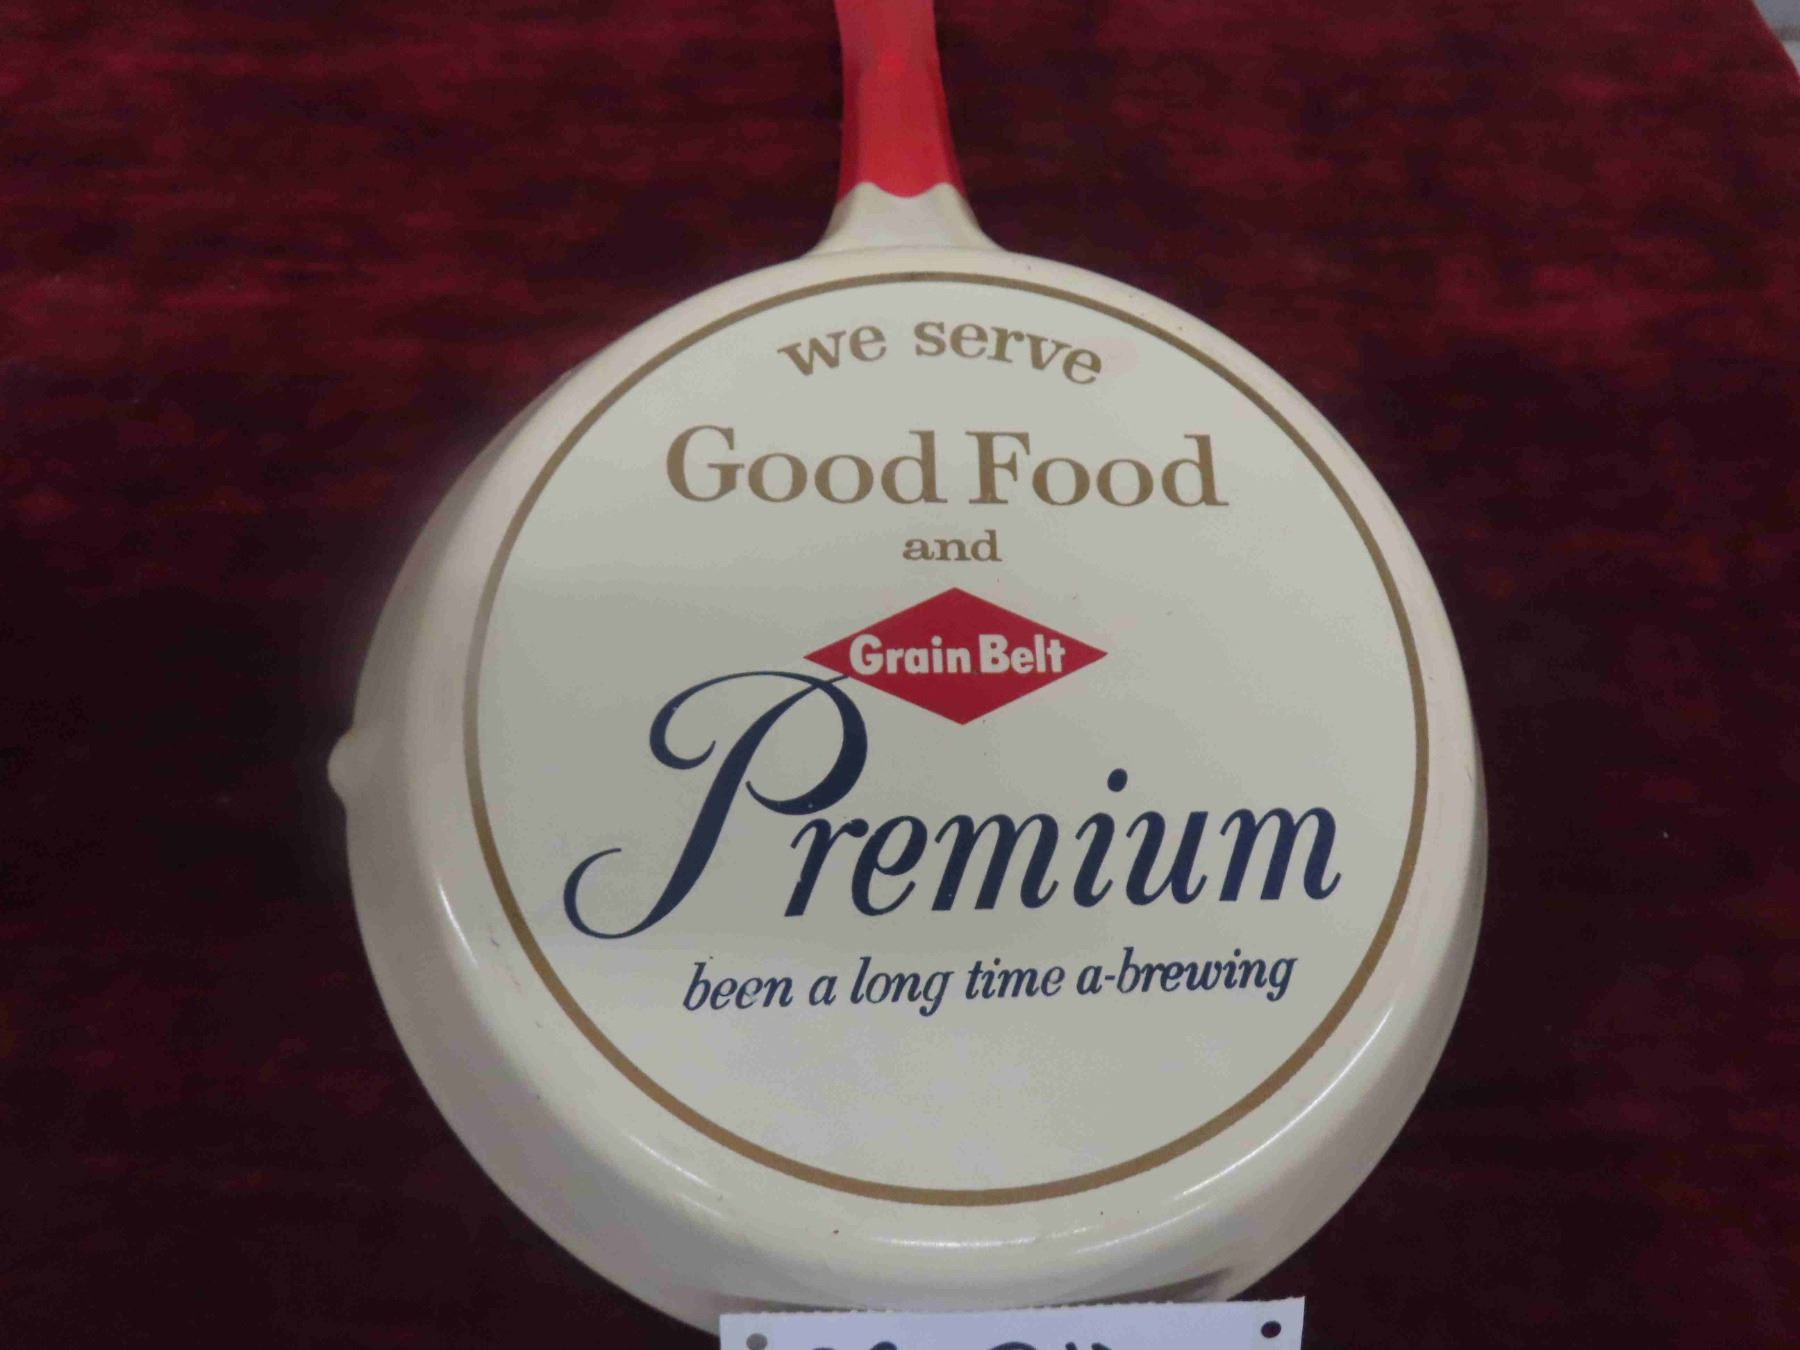 we serve
Good Food
and
Grain Belt
Premium
been a long time a-brewing